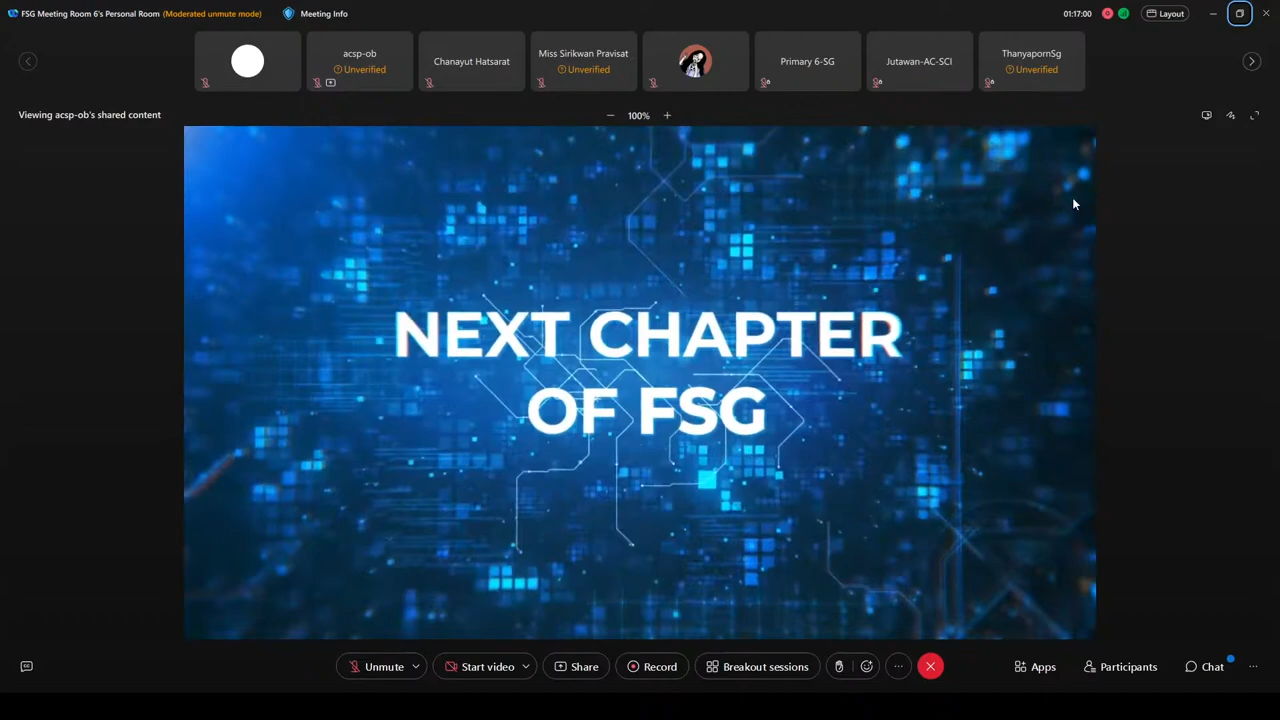 FSG Meeting Room 6's Personal Room (Moderated unmute mode)
Meeting Info
01:17:00
Layout
acsp-ob
Unverified
Chanayut Hatsarat
Miss Sirikwan Pravisat
Unverified
Primary 6-SG
Jutawan-AC-SCI
ThanyapornSg
Unverified
Viewing acsp-ob's shared content
100%
NEXT CHAPTER
OF FSG
Unmute
Start video
Share
Record
Breakout sessions
Apps
Participants
Chat